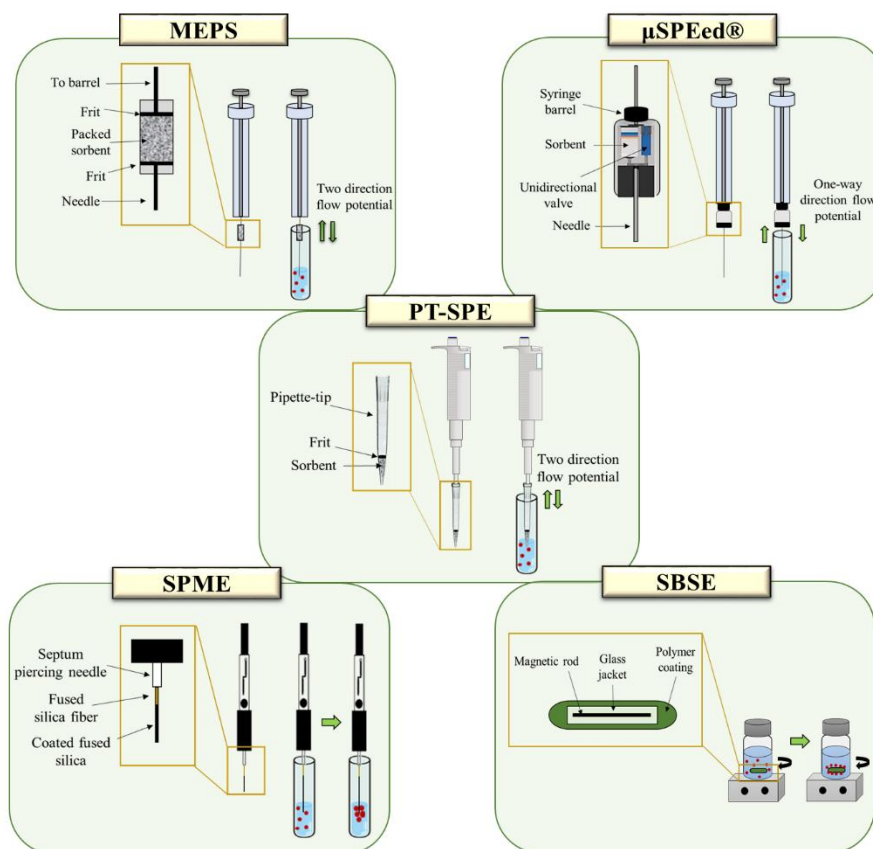 MEPS
To barrel
Frit
Packed
sorbent
Frit
Needle
Two direction
flow potential
µSPEed®
Syringe
barrel
Sorbent
Unidirectional
valve
Needle
One-way
direction flow
potential
PT-SPE
Pipette-tip
Frit
Sorbent
Two direction
flow potential
SPME
Septum
piercing needle
Fused
silica fiber
Coated fused
silica
SBSE
Magnetic rod
Glass
jacket
Polymer
coating